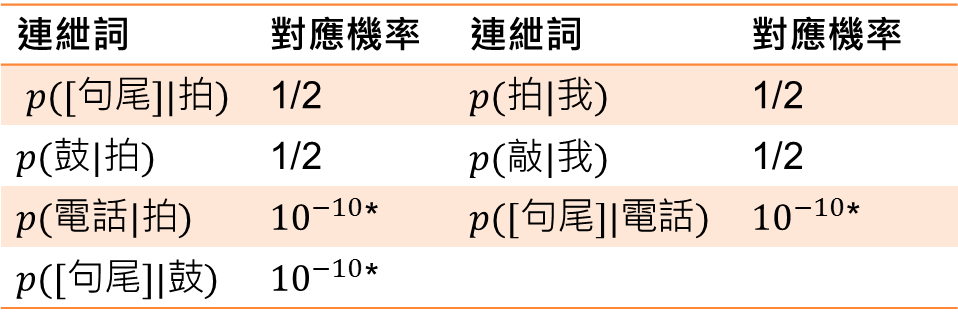 連紲詞 對應機率 連紲詞 對應機率
p([句尾]|拍) 1/2 p(拍|我) 1/2
p(鼓|拍) 1/2 p(敲|我) 1/2
p(電話|拍) 10⁻¹⁰* p([句尾]|電話) 10⁻¹⁰*
p([句尾]|鼓) 10⁻¹⁰*